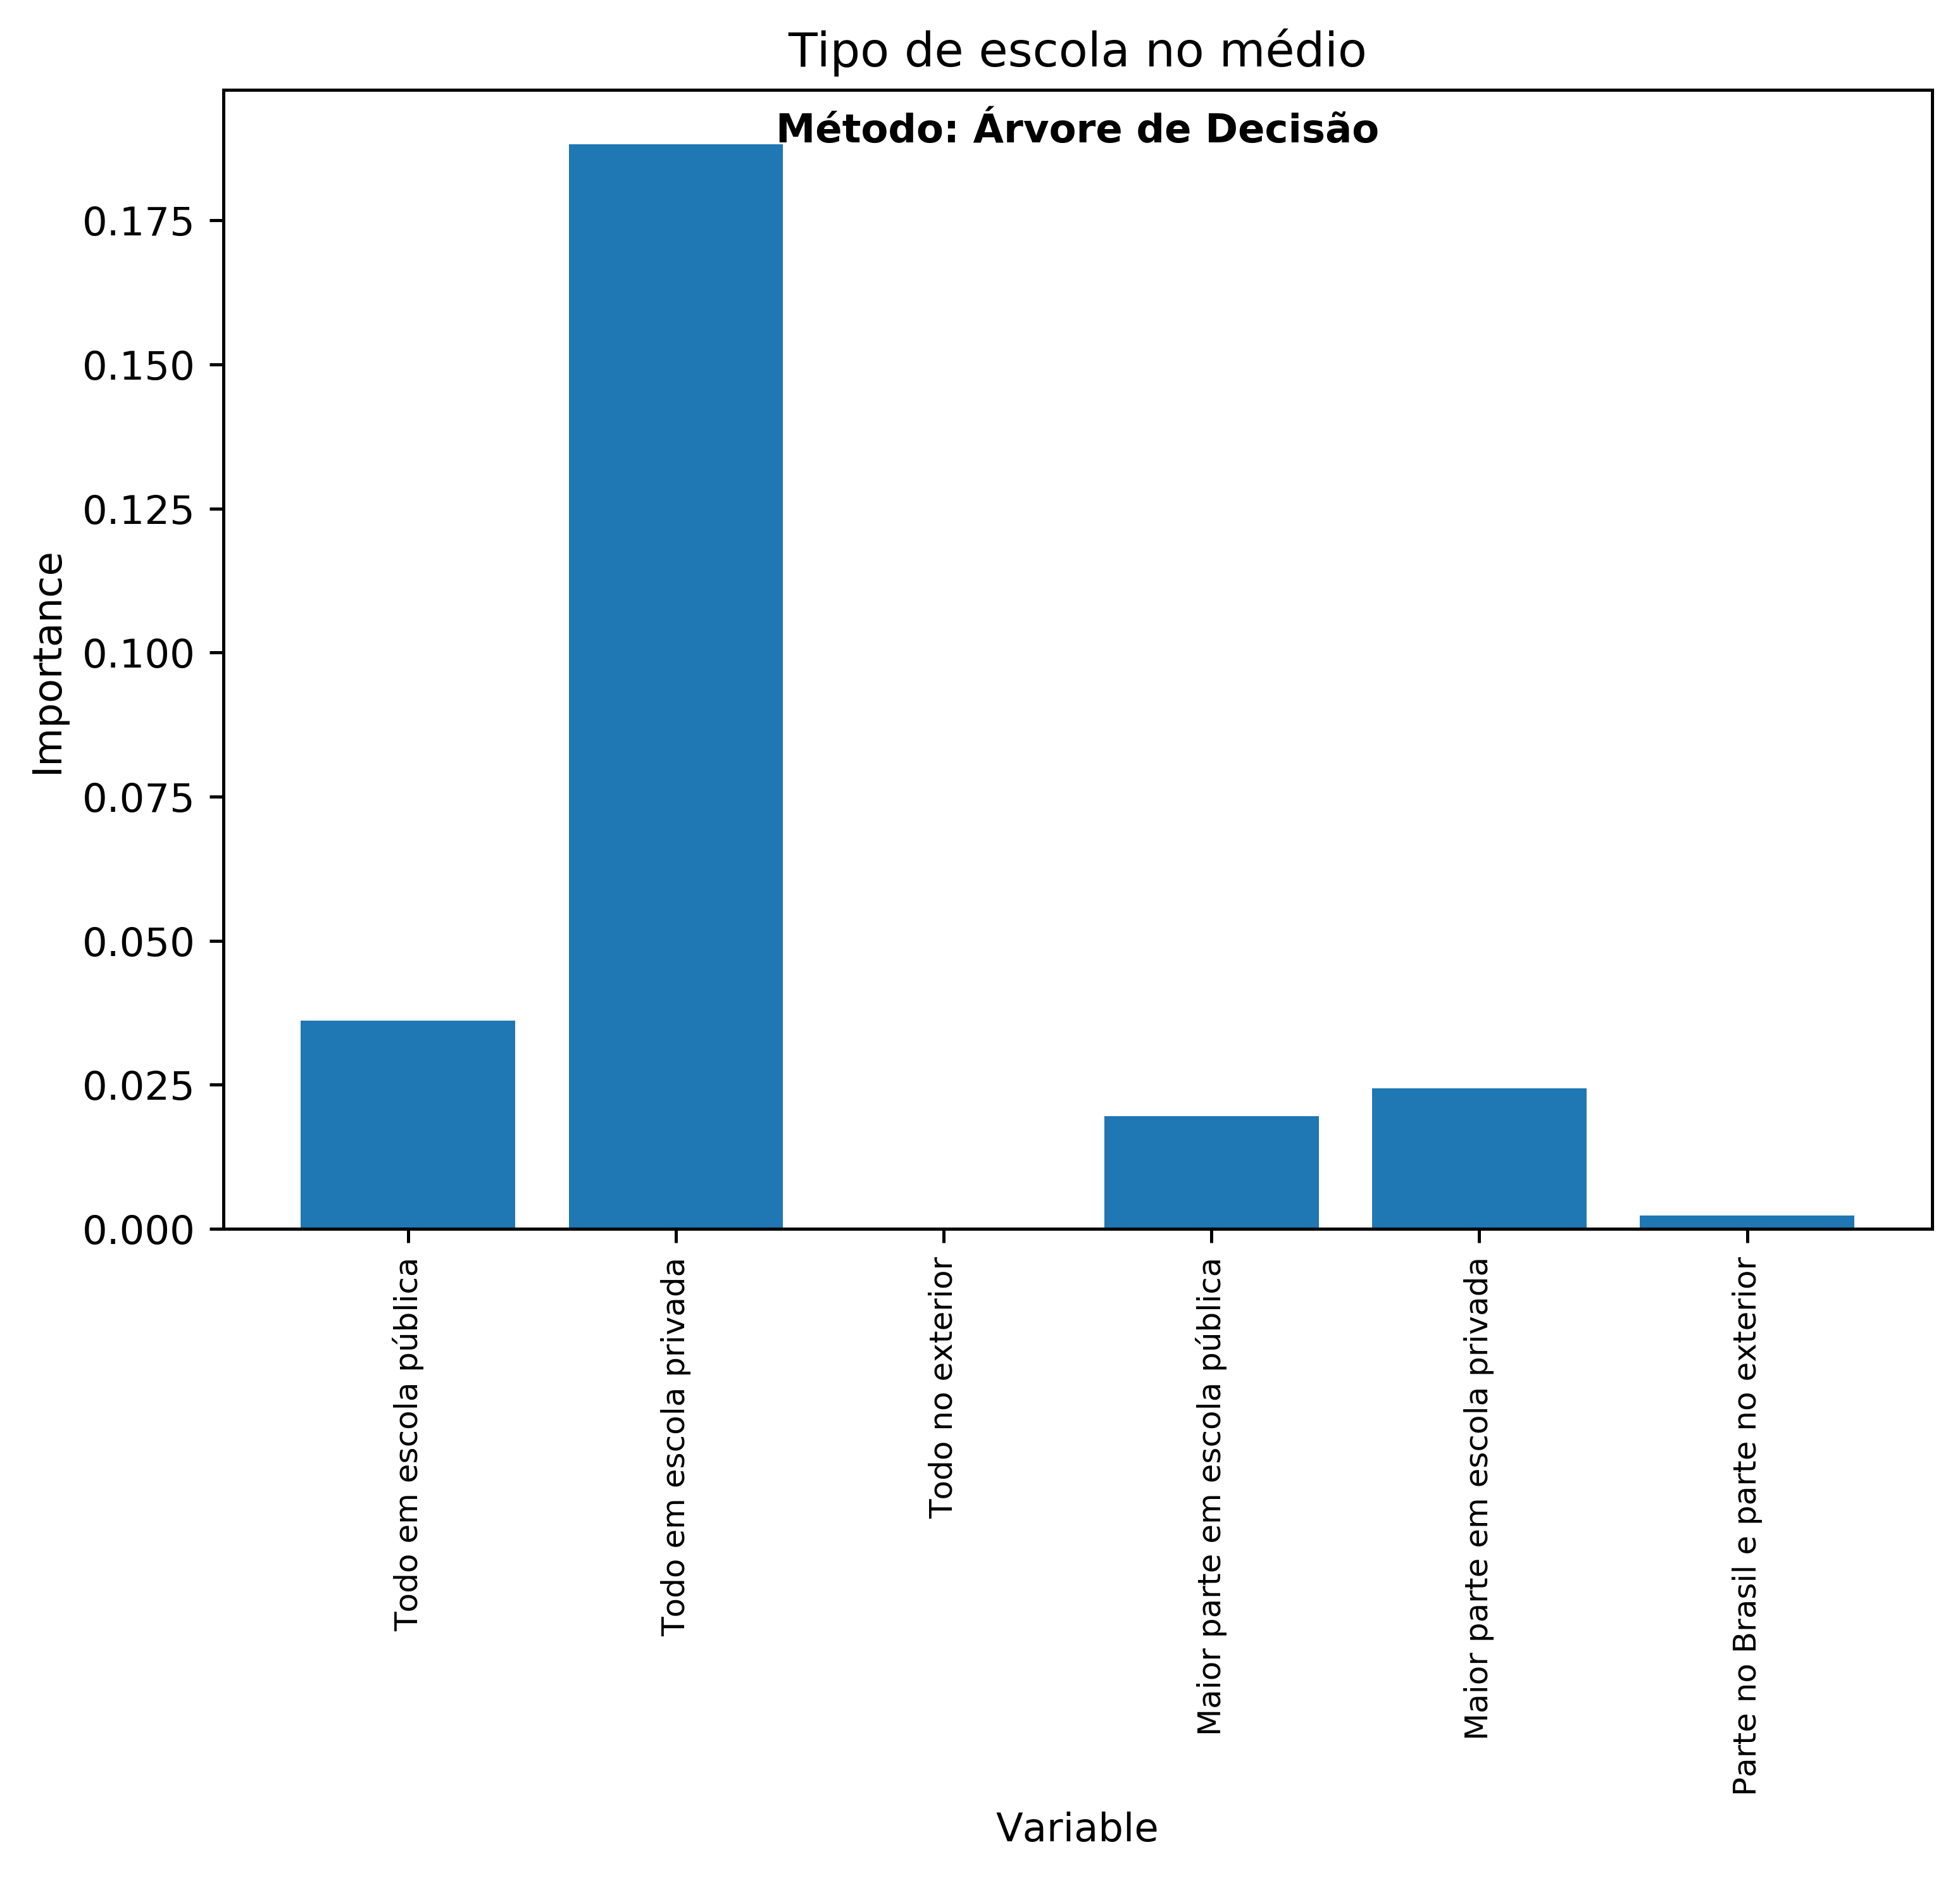 Tipo de escola no médio
Método: Árvore de Decisão
Importance
0.175
0.150
0.125
0.100
0.075
0.050
0.025
0.000
Todo em escola pública
Todo em escola privada
Todo no exterior
Maior parte em escola pública
Maior parte em escola privada
Parte no Brasil e parte no exterior
Variable